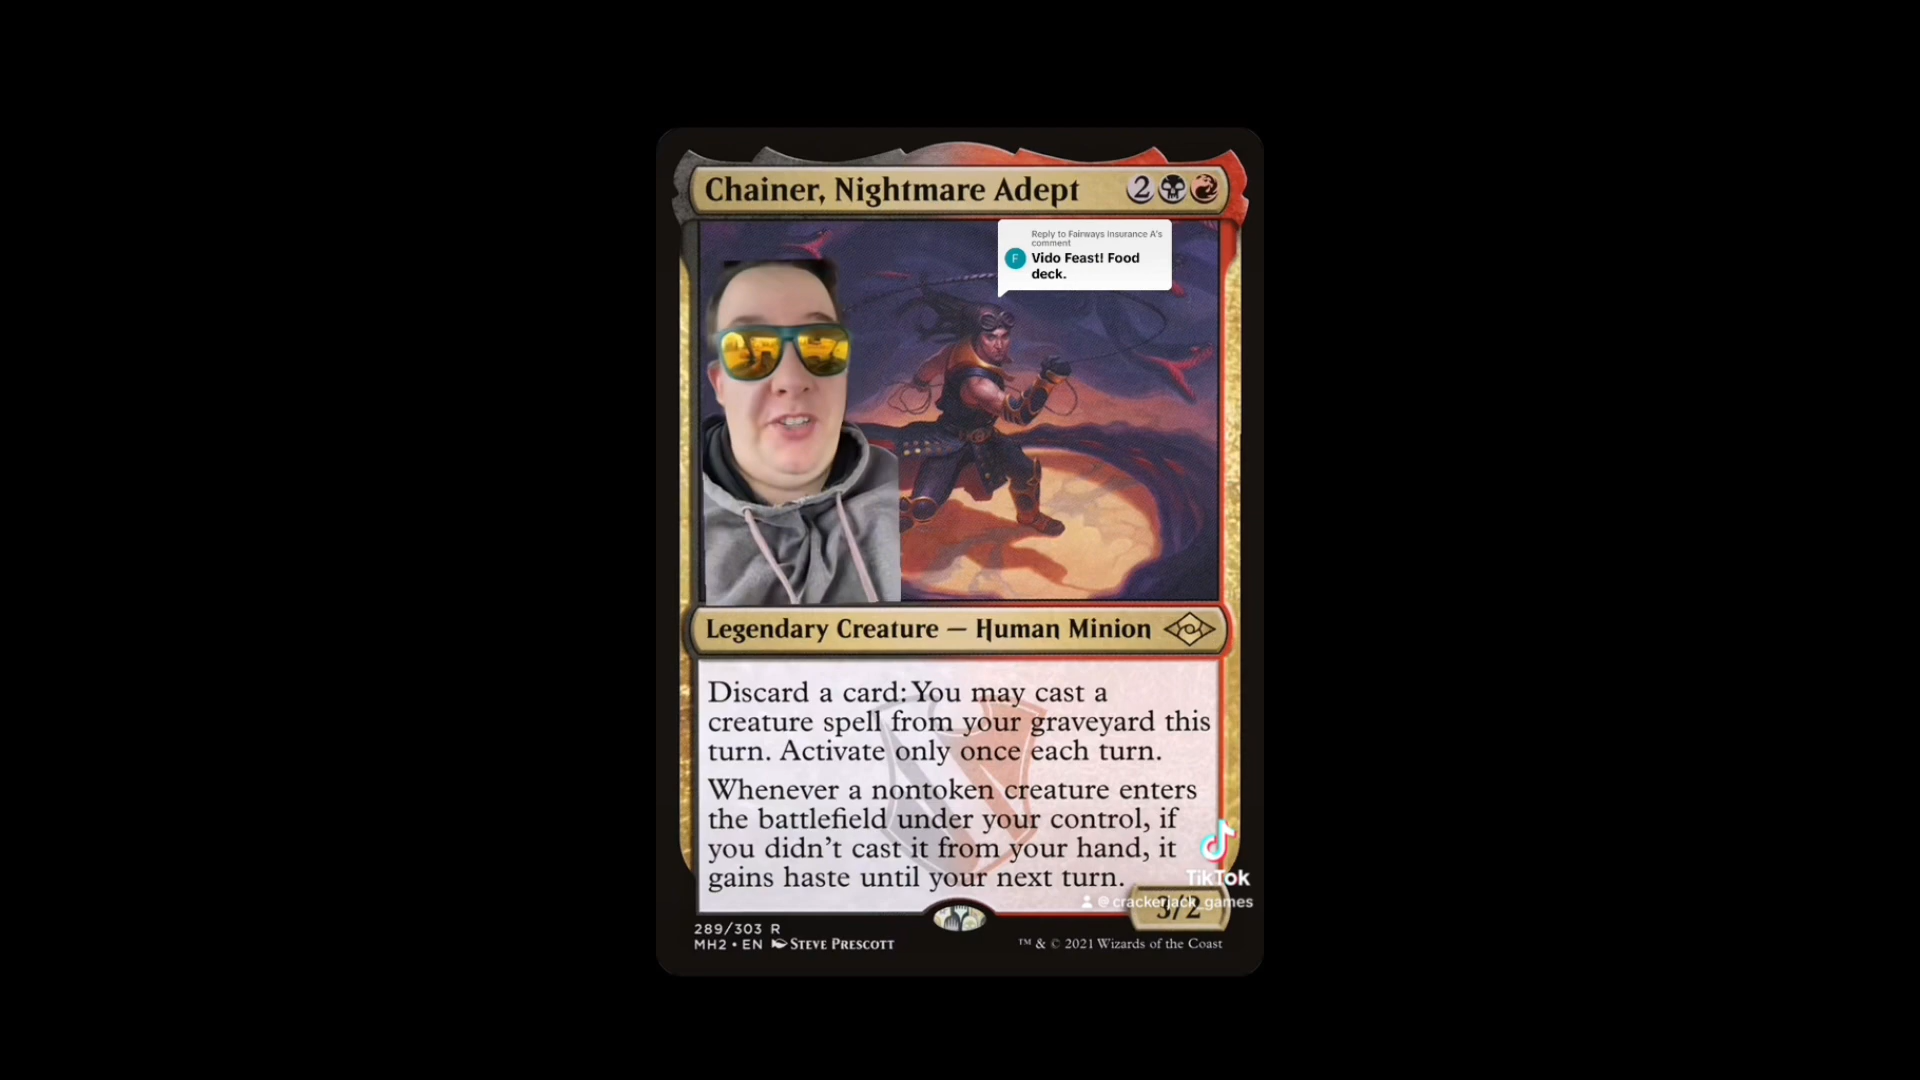 Chainer, Nightmare Adept 2
Reply to Fairways Insurance A's
comment
F
Vido Feast! Food
deck.
Legendary Creature — Human Minion
Discard a card: You may cast a
creature spell from your graveyard this
turn. Activate only once each turn.
Whenever a nontoken creature enters
the battlefield under your control, if
you didn't cast it from your hand, it
gains haste until your next turn.
TikTok
@crackerjack_games
3/2
289/303 R
MH2 • EN STEVE PRESCOTT
™ & © 2021 Wizards of the Coast